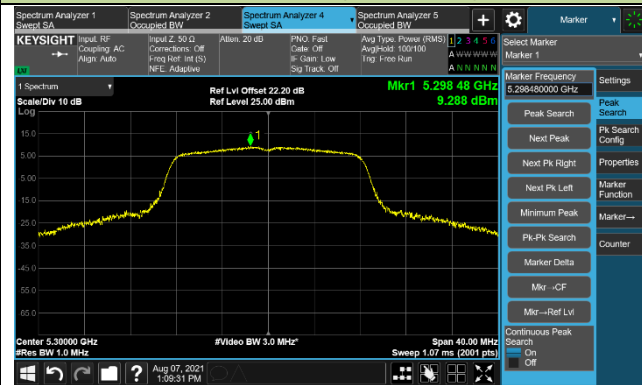 Spectrum Analyzer 1
Swept SA
Spectrum Analyzer 2
Occupied BW
Spectrum Analyzer 4
Swept SA
Spectrum Analyzer 5
Occupied BW
Marker
KEYSIGHT
Input: RF
Coupling: AC
Align: Auto
Input Z: 50 Ω
Corrections: Off
Freq Ref: Int (S)
NFE: Adaptive
Atten: 20 dB
PNO: Fast
Gate: Off
IF Gain: Low
Sig Track: Off
Avg Type: Power (RMS)
Avg|Hold: 100/100
Trig: Free Run
1 2 3 4 5 6
A W W W W W
A N N N N N
LXI
Select Marker
Marker 1
1 Spectrum
Scale/Div 10 dB
Log
Ref Lvl Offset 22.20 dB
Ref Level 25.00 dBm
Mkr1 5.298 48 GHz
9.288 dBm
15.0
5.00
-5.00
-15.0
-25.0
-35.0
-45.0
-55.0
-65.0
1
Center 5.30000 GHz
#Res BW 1.0 MHz
#Video BW 3.0 MHz*
Span 40.00 MHz
Sweep 1.07 ms (2001 pts)
Marker Frequency
5.298480000 GHz
Peak Search
Next Peak
Next Pk Right
Next Pk Left
Minimum Peak
Pk-Pk Search
Marker Delta
Mkr→CF
Mkr→Ref Lvl
Continuous Peak
Search
On
Off
Settings
Peak
Search
Pk Search
Config
Properties
Marker
Function
Marker→
Counter
Aug 07, 2021
1:09:31 PM